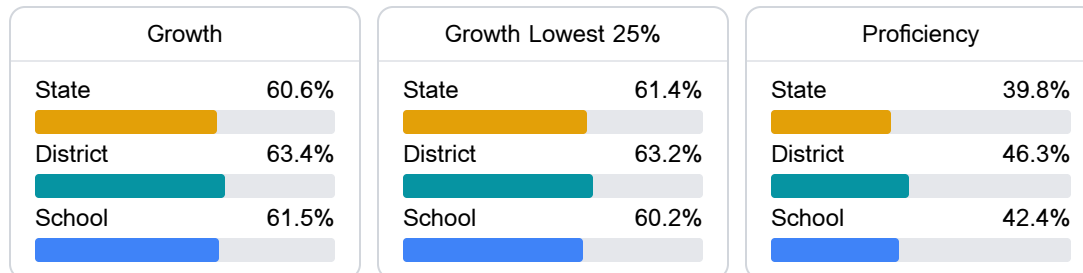 Growth
State 60.6%
District 63.4%
School 61.5%
Growth Lowest 25%
State 61.4%
District 63.2%
School 60.2%
Proficiency
State 39.8%
District 46.3%
School 42.4%